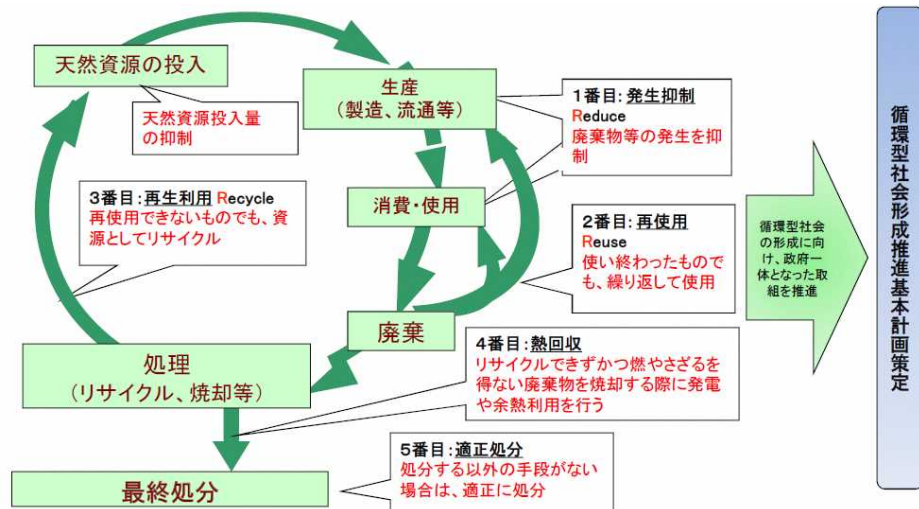 天然資源の投入
天然資源投入量
の抑制
生産
(製造、流通等)
1番目：発生抑制
Reduce
廃棄物等の発生を抑
制
3番目：再生利用 Recycle
再使用できないものでも、資
源としてリサイクル
消費・使用
2番目：再使用
Reuse
使い終わったもので
も、繰り返して使用
廃棄
処理
(リサイクル、焼却等)
4番目：熱回収
リサイクルできずかつ燃やさざるを
得ない廃棄物を焼却する際に発電
や余熱利用を行う
最終処分
5番目：適正処分
処分する以外の手段がない
場合は、適正に処分
循環型社会
の形成に向
け、政府一
体となった取
組を推進
循環型社会形成推進基本計画策定